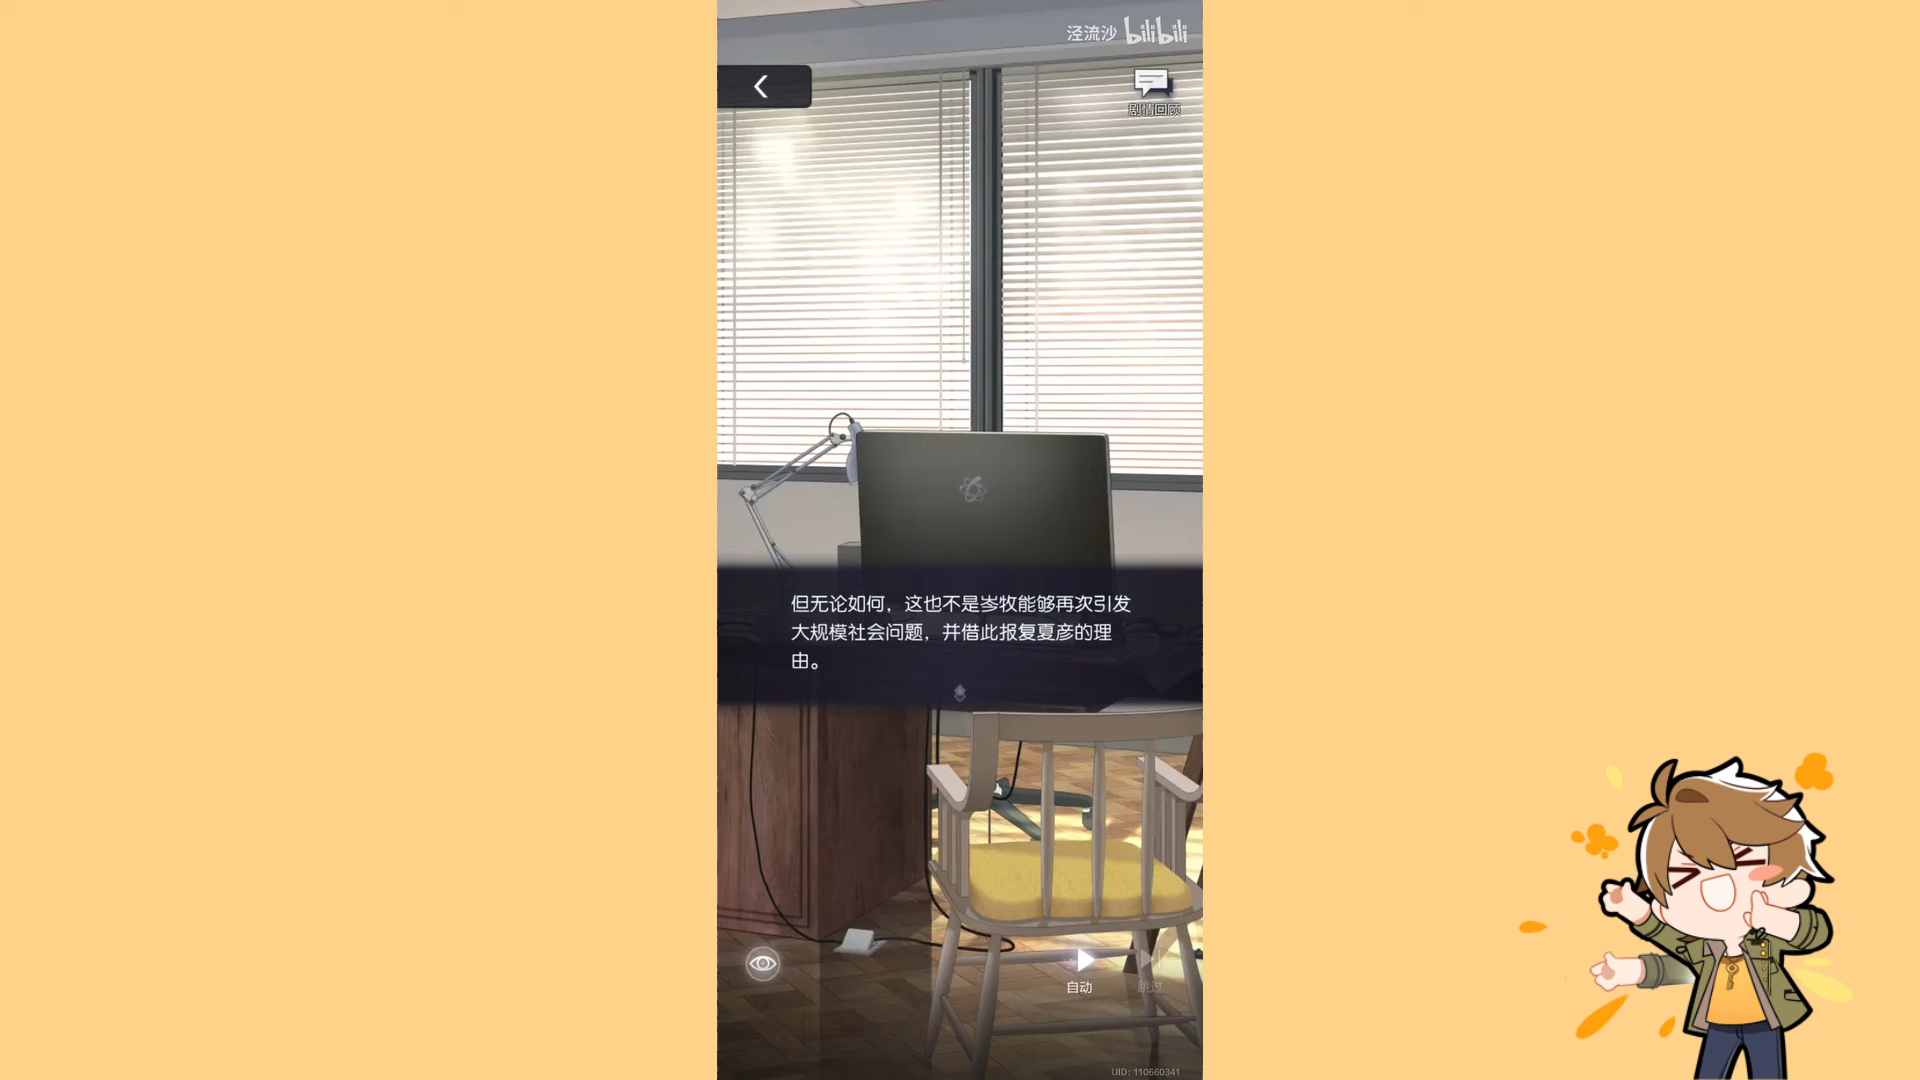 泾流沙 bilibili
剧情回顾
但无论如何，这也不是岑牧能够再次引发
大规模社会问题，并借此报复夏彦的理
由。
自动
跳过
UID: 110660341